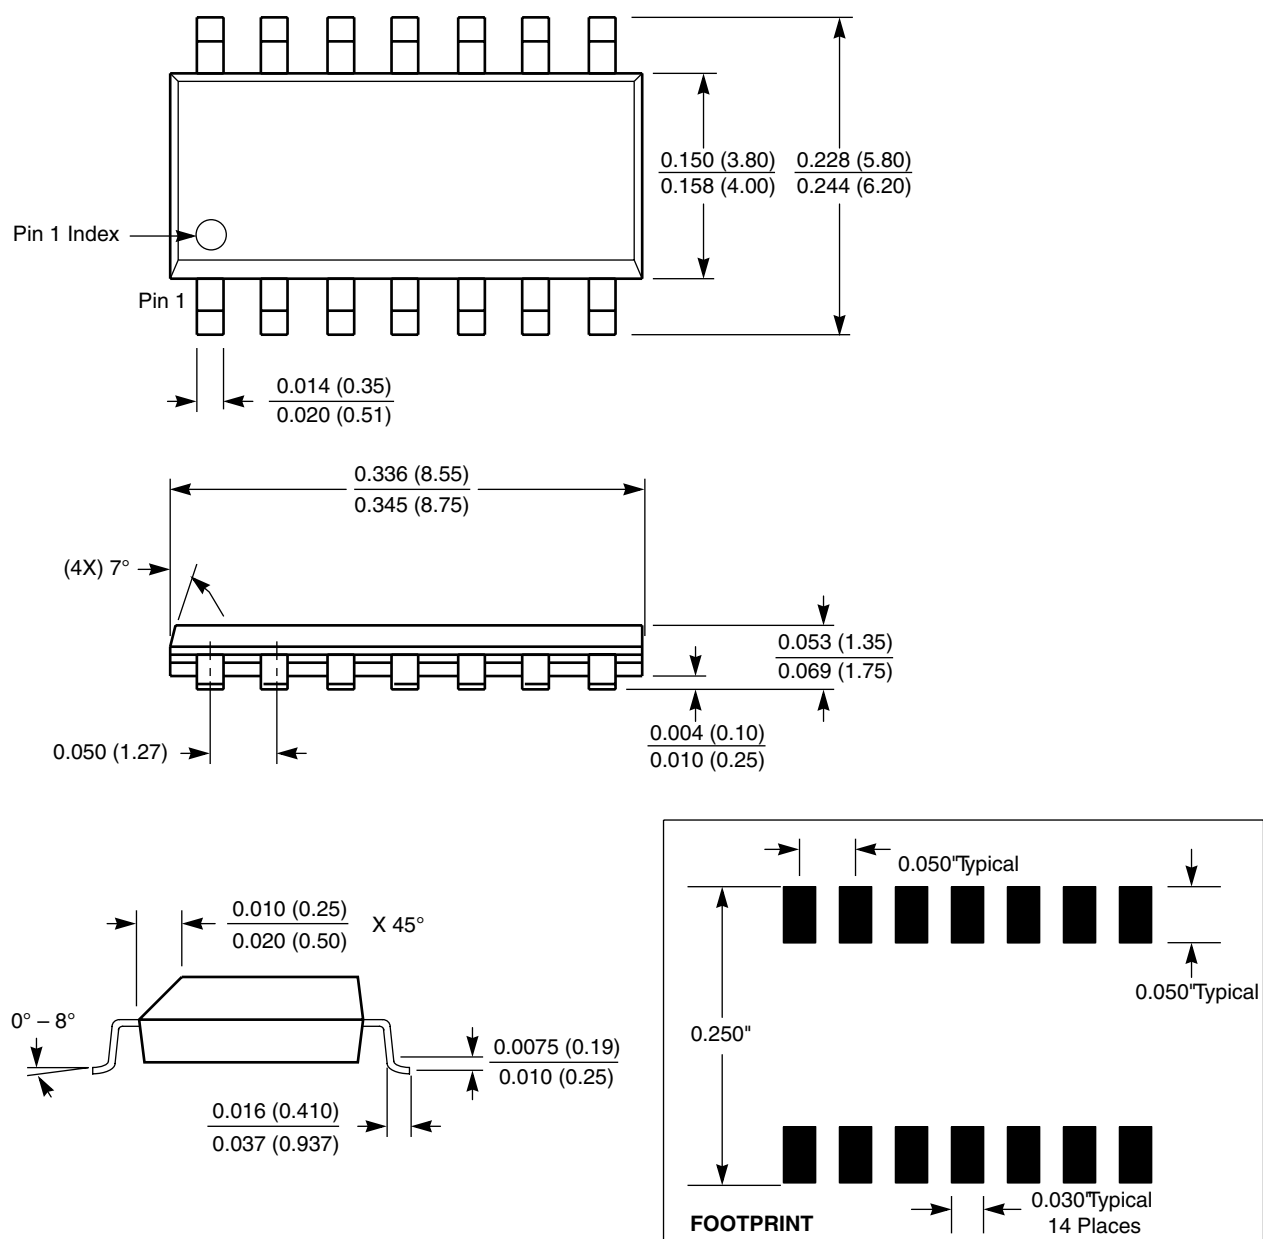 0.150 (3.80)
0.158 (4.00)
0.228 (5.80)
0.244 (6.20)
Pin 1 Index
Pin 1
0.014 (0.35)
0.020 (0.51)
0.336 (8.55)
0.345 (8.75)
(4X) 7°
0.053 (1.35)
0.069 (1.75)
0.004 (0.10)
0.010 (0.25)
0.050 (1.27)
0.010 (0.25)
0.020 (0.50)
X 45°
0° – 8°
0.0075 (0.19)
0.010 (0.25)
0.016 (0.410)
0.037 (0.937)
0.050" Typical
0.050" Typical
0.250"
0.030" Typical
14 Places
FOOTPRINT